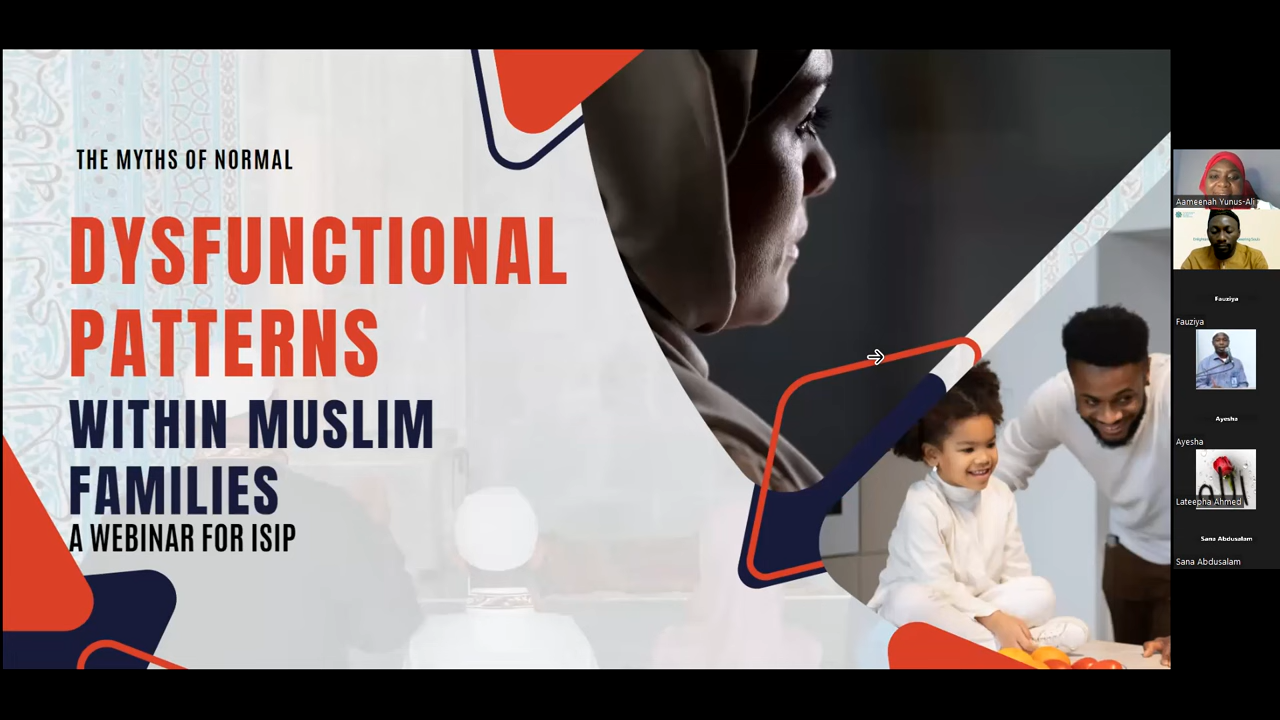 THE MYTHS OF NORMAL
DYSFUNCTIONAL
PATTERNS
WITHIN MUSLIM
FAMILIES
A WEBINAR FOR ISIP
Aameenah Yunus-Ali
Fauziya
Fauziya
Ayesha
Ayesha
Lateepha Ahmed
Sana Abdusalam
Sana Abdusalam